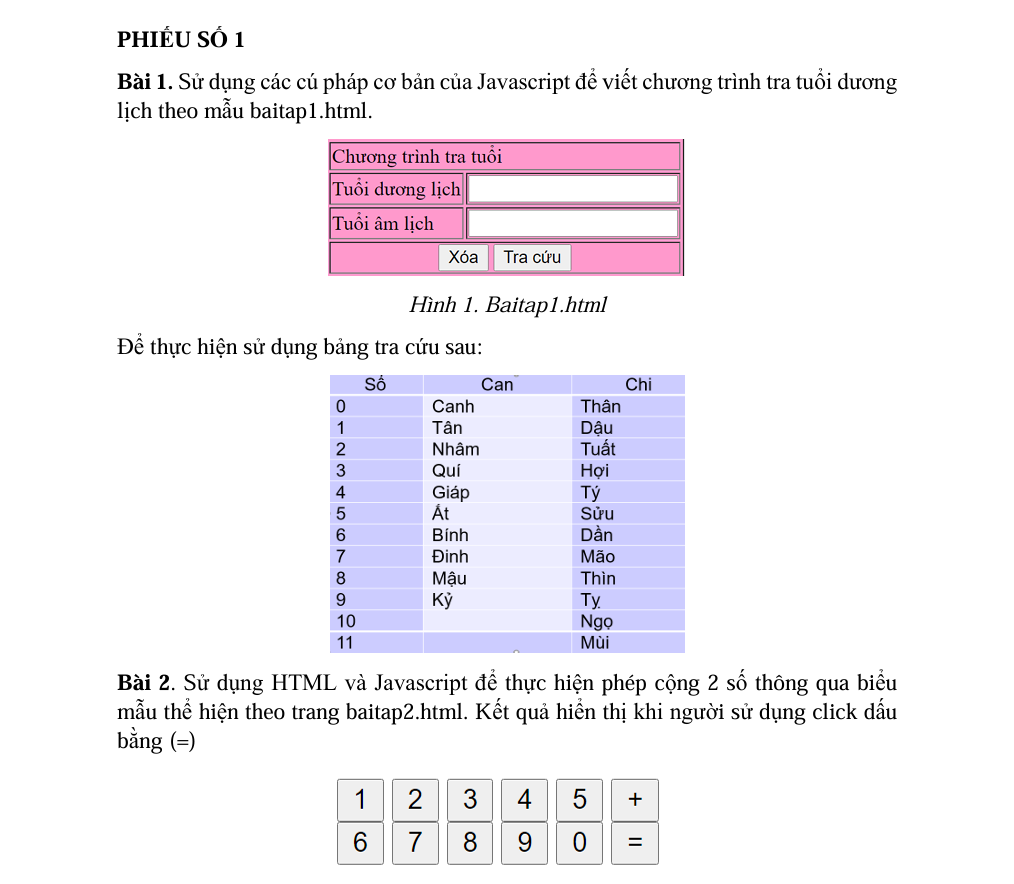 PHIẾU SỐ 1
Bài 1. Sử dụng các cú pháp cơ bản của Javascript để viết chương trình tra tuổi dương
lịch theo mẫu baitap1.html.
Chương trình tra tuổi
Tuổi dương lịch
Tuổi âm lịch
Xóa Tra cứu
Hình 1. Baitap1.html
Để thực hiện sử dụng bảng tra cứu sau:
Số Can Chi
0 Canh Thân
1 Tân Dậu
2 Nhâm Tuất
3 Quí Hợi
4 Giáp Tý
5 Ất Sửu
6 Bính Dần
7 Đinh Mão
8 Mậu Thìn
9 Kỷ Tỵ
10 Ngọ
11 Mùi
Bài 2. Sử dụng HTML và Javascript để thực hiện phép cộng 2 số thông qua biểu
mẫu thể hiện theo trang baitap2.html. Kết quả hiển thị khi người sử dụng click dấu
bằng (=)
1 2 3 4 5 +
6 7 8 9 0 =